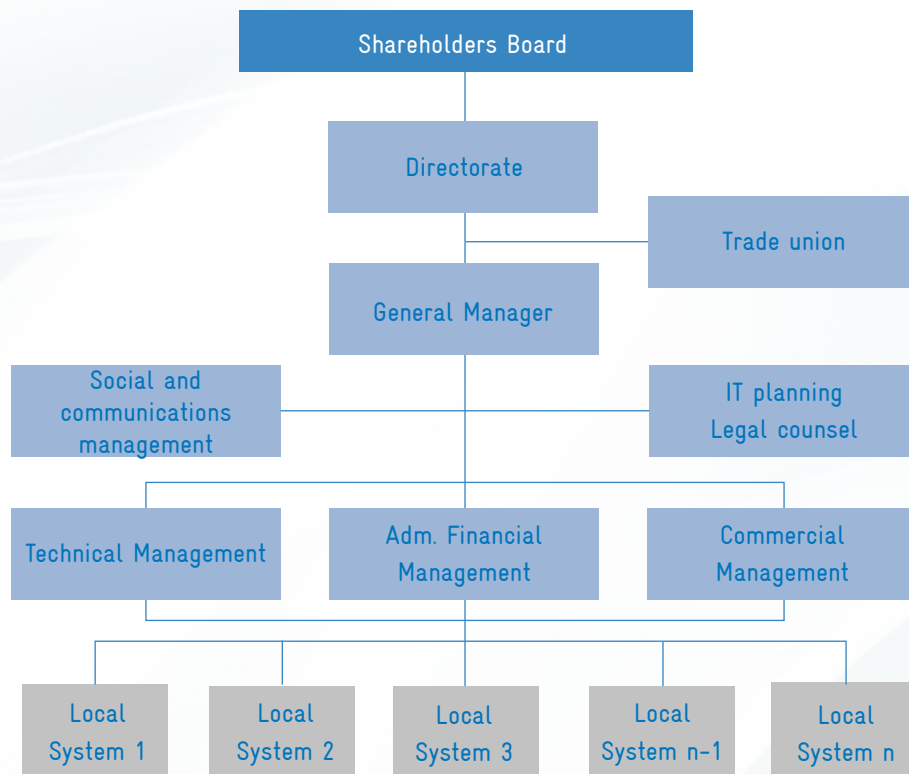 Shareholders Board
Directorate
Trade union
General Manager
Social and
communications
management
IT planning
Legal counsel
Technical Management
Adm. Financial
Management
Commercial
Management
Local
System 1
Local
System 2
Local
System 3
Local
System n-1
Local
System n